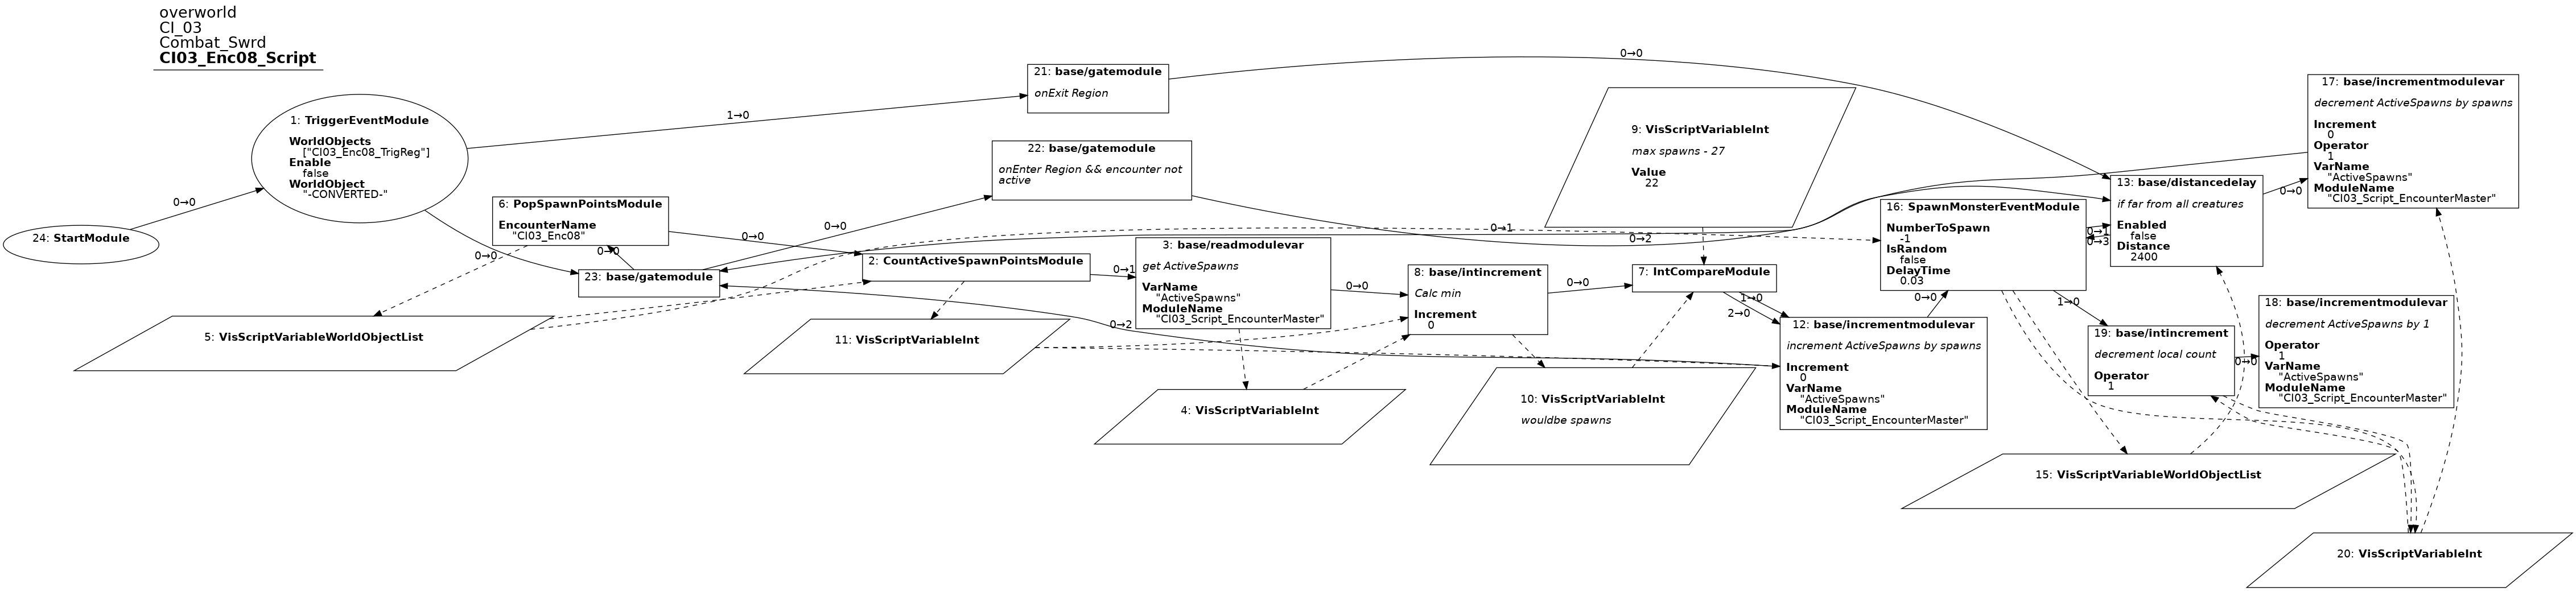 overworld
CI_03
Combat_Swrd
CI03_Enc08_Script
24: StartModule
0→0
1: TriggerEventModule
WorldObjects
["CI03_Enc08_TrigReg"]
Enable
false
WorldObject
"-CONVERTED-"
1→0
0→0
6: PopSpawnPointsModule
EncounterName
"CI03_Enc08"
0→0
0→0
23: base/gatemodule
5: VisScriptVariableWorldObjectList
21: base/gatemodule
onExit Region
0→0
22: base/gatemodule
onEnter Region && encounter not
active
0→0
0→0
2: CountActiveSpawnPointsModule
0→1
11: VisScriptVariableInt
0→2
3: base/readmodulevar
get ActiveSpawns
VarName
"ActiveSpawns"
ModuleName
"CI03_Script_EncounterMaster"
0→0
4: VisScriptVariableInt
8: base/intincrement
Calc min
Increment
0
0→0
0→1
0→2
9: VisScriptVariableInt
max spawns - 27
Value
22
7: IntCompareModule
1→0
2→0
10: VisScriptVariableInt
wouldbe spawns
12: base/incrementmodulevar
increment ActiveSpawns by spawns
Increment
0
VarName
"ActiveSpawns"
ModuleName
"CI03_Script_EncounterMaster"
0→0
16: SpawnMonsterEventModule
NumberToSpawn
-1
IsRandom
false
DelayTime
0.03
0→1
0→3
1→0
13: base/distancedelay
if far from all creatures
Enabled
false
Distance
2400
0→0
17: base/incrementmodulevar
decrement ActiveSpawns by spawns
Increment
0
Operator
1
VarName
"ActiveSpawns"
ModuleName
"CI03_Script_EncounterMaster"
19: base/intincrement
decrement local count
Operator
1
0→0
18: base/incrementmodulevar
decrement ActiveSpawns by 1
Operator
1
VarName
"ActiveSpawns"
ModuleName
"CI03_Script_EncounterMaster"
15: VisScriptVariableWorldObjectList
20: VisScriptVariableInt